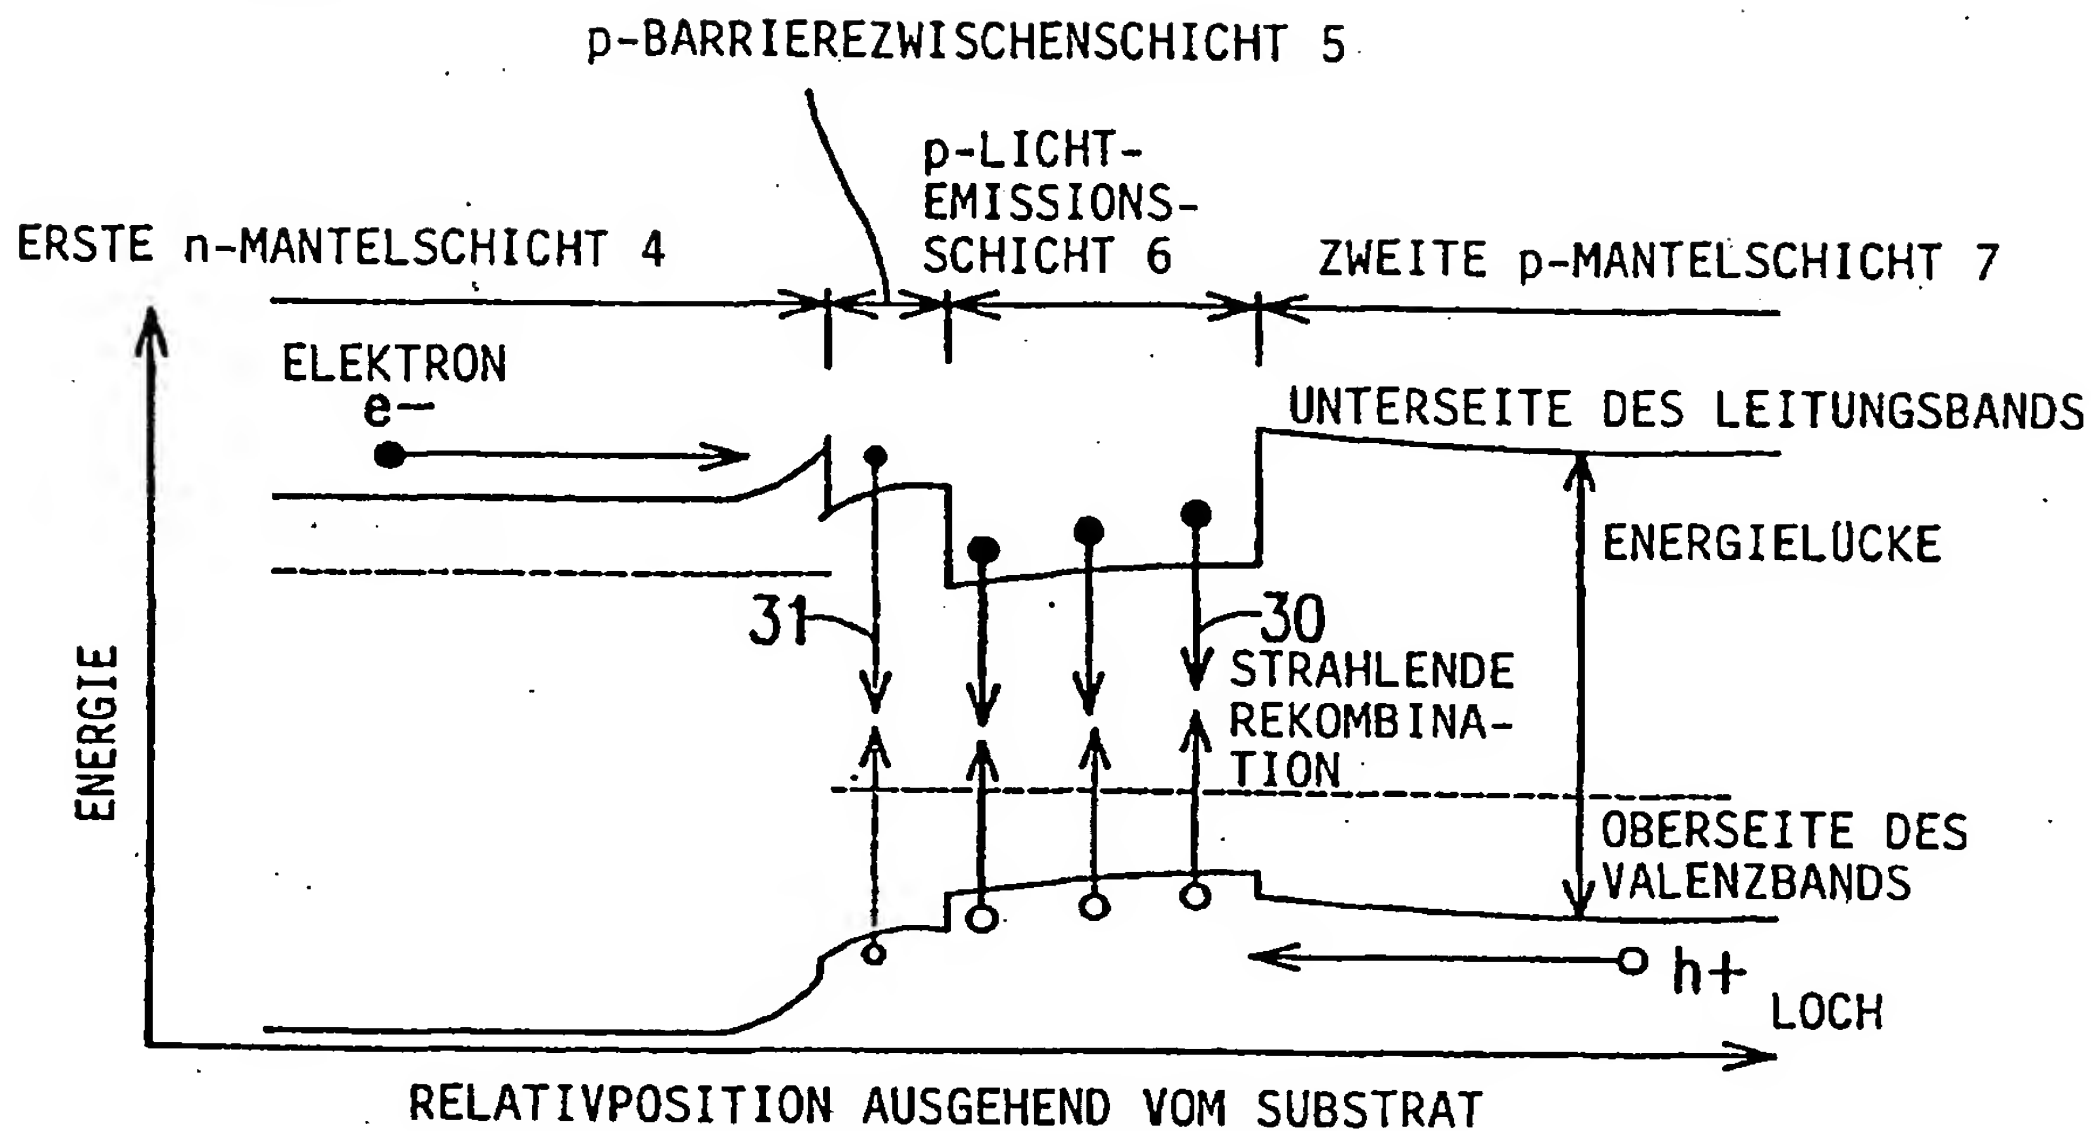 p-BARRIEREZWISCHENSCHICHT 5
p-LICHT-
EMISSIONS-
SCHICHT 6
ERSTE n-MANTELSCHICHT 4
ZWEITE p-MANTELSCHICHT 7
ELEKTRON
e-
UNTERSEITE DES LEITUNGSBANDS
ENERGIELÜCKE
31
30
STRAHLENDE
REKOMBINA-
TION
ENERGIE
OBERSEITE DES
VALENZBANDS
h+
LOCH
RELATIVPOSITION AUSGEHEND VOM SUBSTRAT